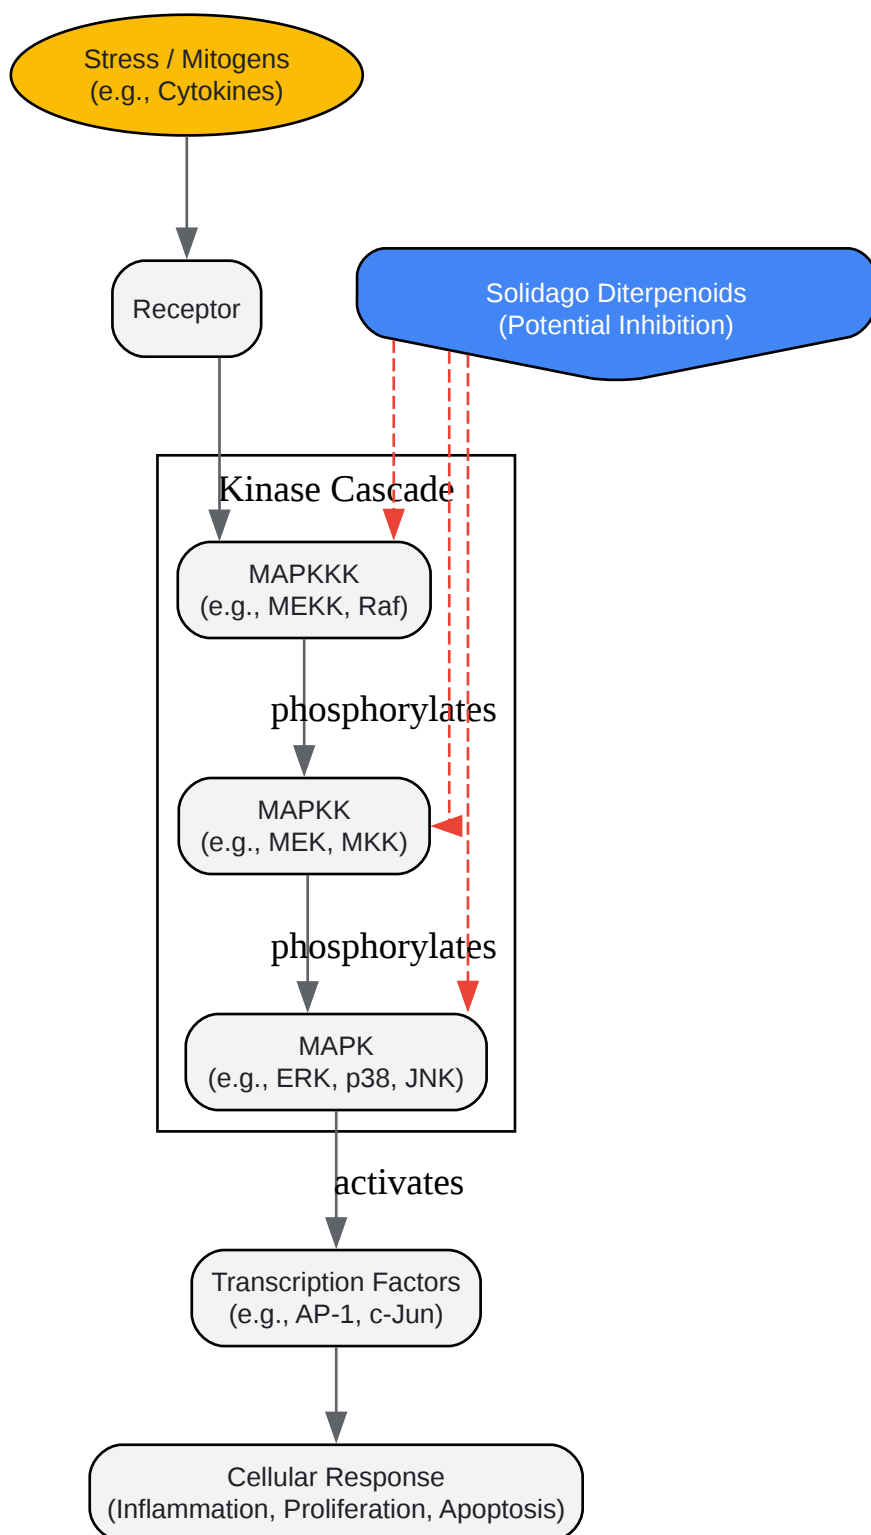 Stress / Mitogens
(e.g., Cytokines)
Receptor
Solidago Diterpenoids
(Potential Inhibition)
Kinase Cascade
MAPKKK
(e.g., MEKK, Raf)
phosphorylates
MAPKK
(e.g., MEK, MKK)
phosphorylates
MAPK
(e.g., ERK, p38, JNK)
activates
Transcription Factors
(e.g., AP-1, c-Jun)
Cellular Response
(Inflammation, Proliferation, Apoptosis)